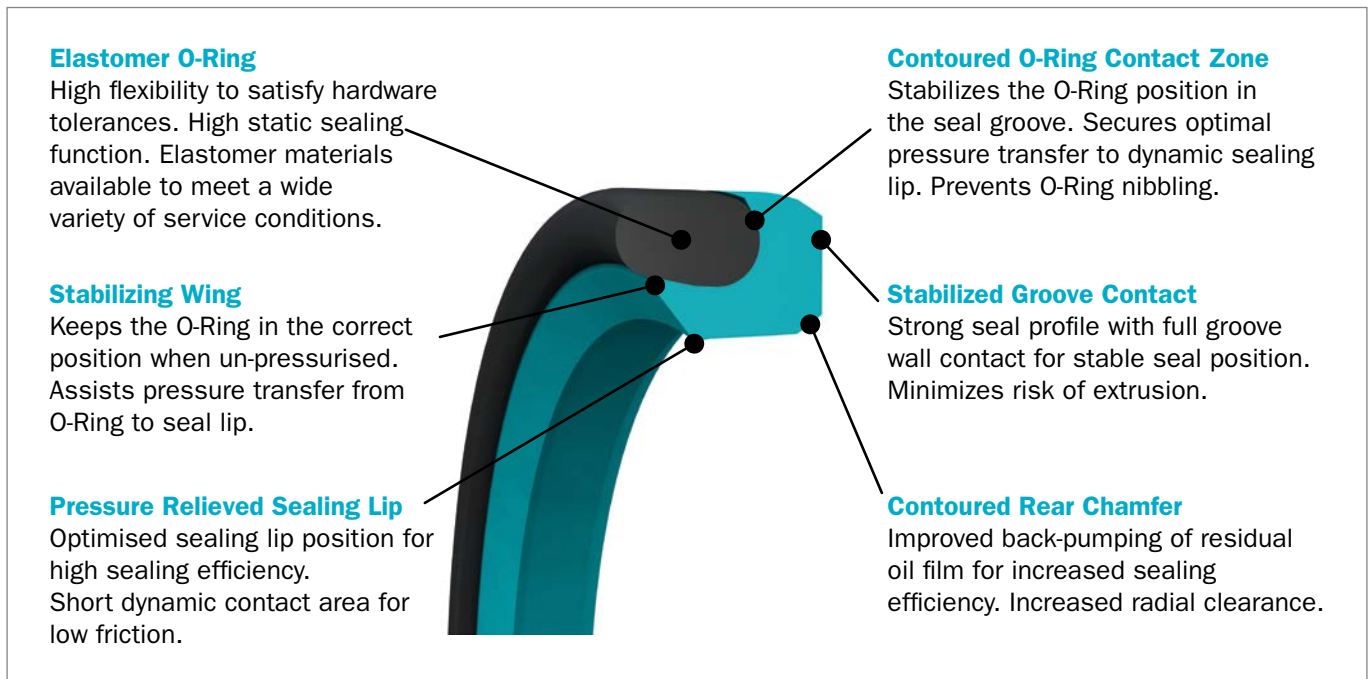 Elastomer O-Ring
High flexibility to satisfy hardware
tolerances. High static sealing
function. Elastomer materials
available to meet a wide
variety of service conditions.
Stabilizing Wing
Keeps the O-Ring in the correct
position when un-pressurised.
Assists pressure transfer from
O-Ring to seal lip.
Pressure Relieved Sealing Lip
Optimised sealing lip position for
high sealing efficiency.
Short dynamic contact area for
low friction.
Contoured O-Ring Contact Zone
Stabilizes the O-Ring position in
the seal groove. Secures optimal
pressure transfer to dynamic sealing
lip. Prevents O-Ring nibbling.
Stabilized Groove Contact
Strong seal profile with full groove
wall contact for stable seal position.
Minimizes risk of extrusion.
Contoured Rear Chamfer
Improved back-pumping of residual
oil film for increased sealing
efficiency. Increased radial clearance.